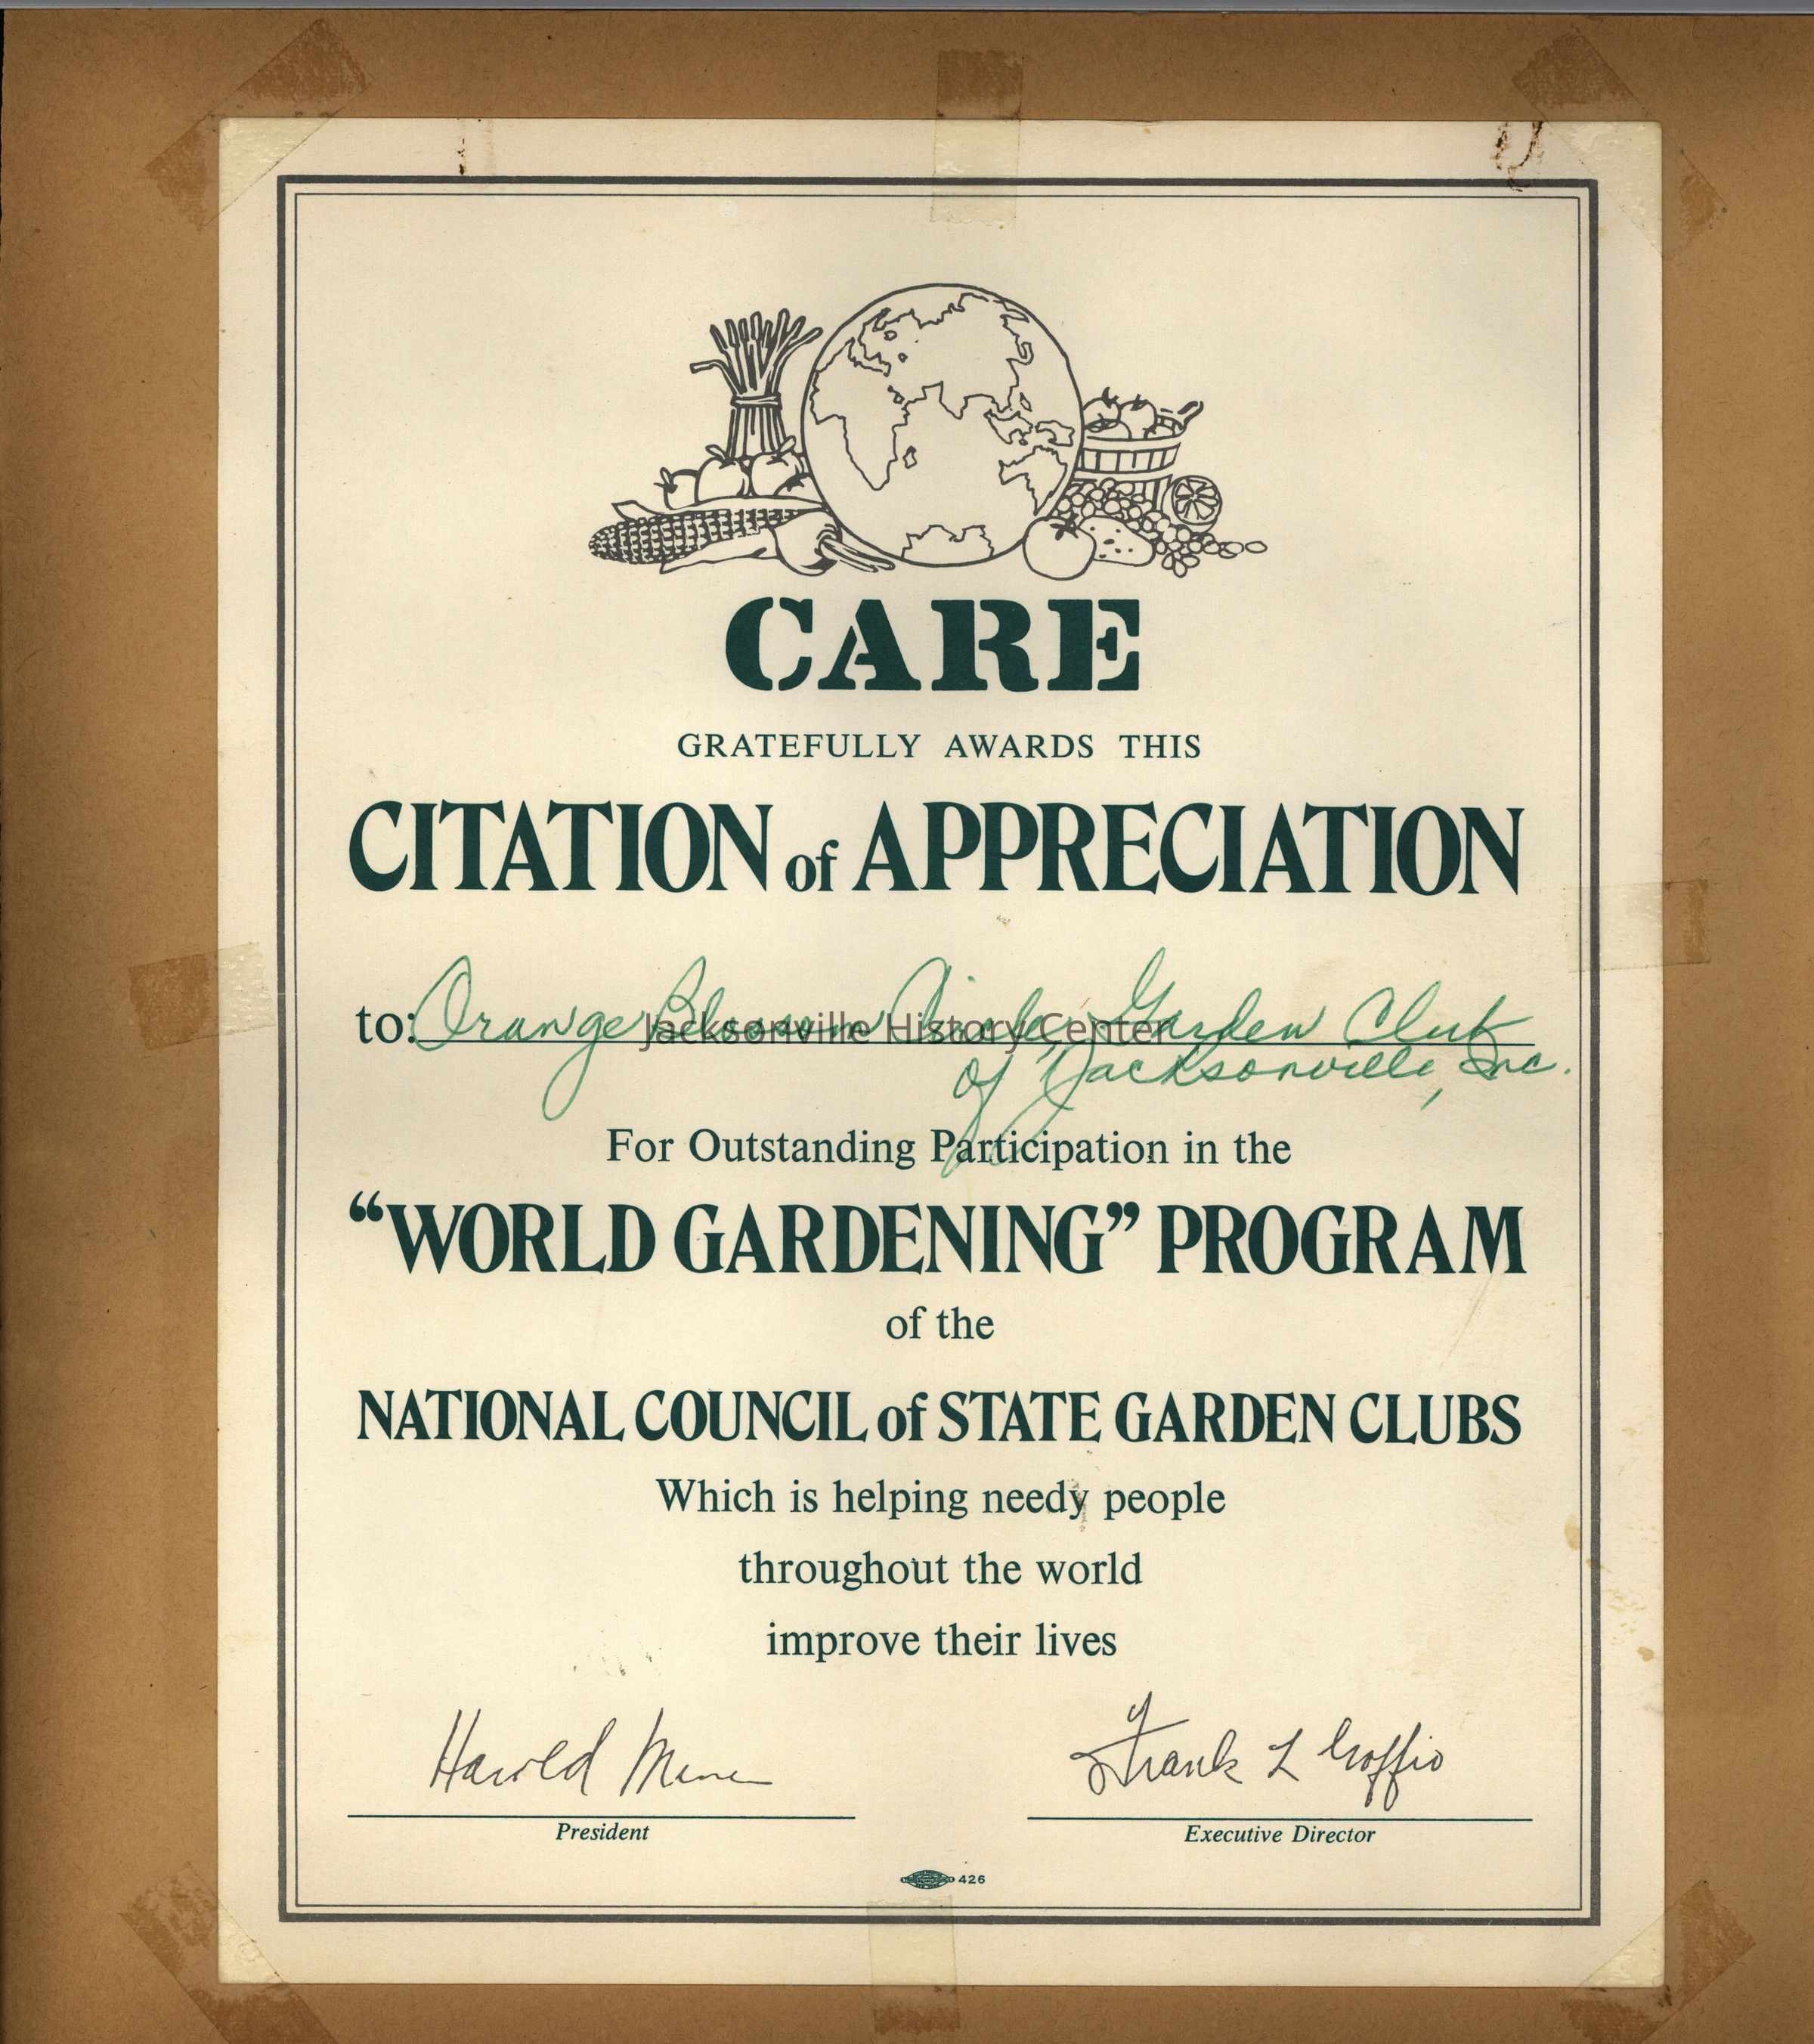 CARE
GRATEFULLY AWARDS THIS
CITATION of APPRECIATION
to: Orange Blossom Circle, Garden Club
Jacksonville History Center
of Jacksonville, Inc.
For Outstanding Participation in the
“WORLD GARDENING” PROGRAM
of the
NATIONAL COUNCIL of STATE GARDEN CLUBS
Which is helping needy people
throughout the world
improve their lives
Harold Frank L Goffio
President Executive Director
426